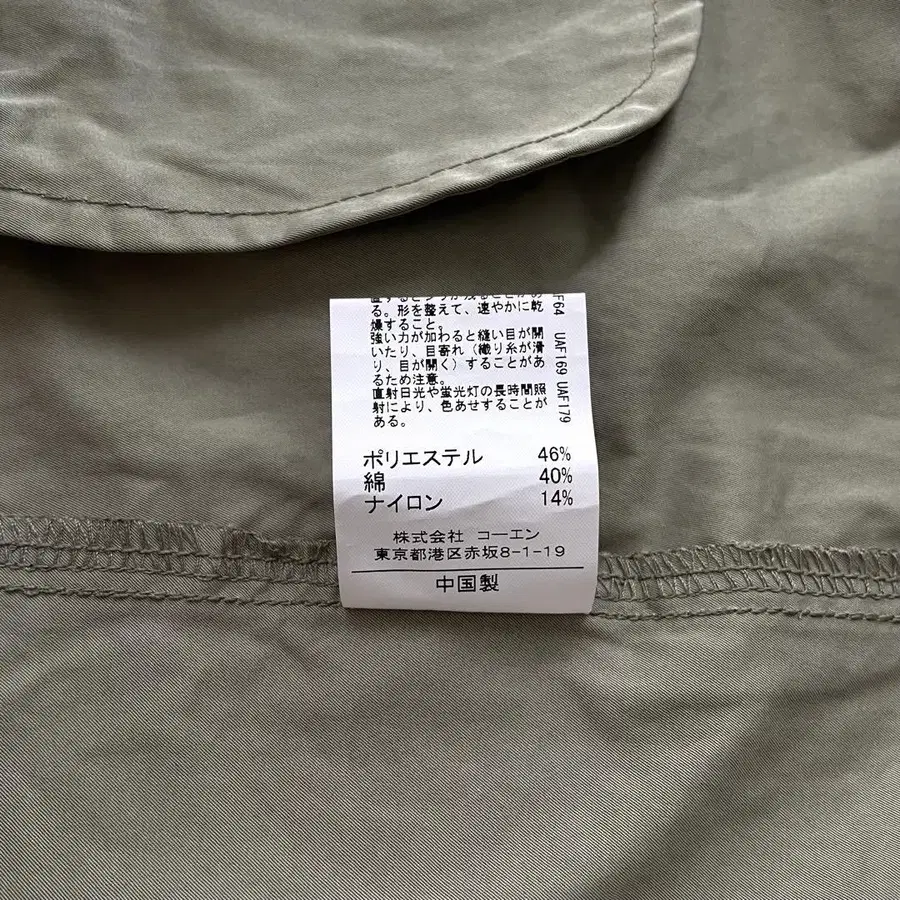 る。形を整えて、速やかに乾
燥すること。
強い力が加わると縫い目が開
いたり、目寄れ(織り糸が滑
り、目が開く)することがあ
るため注意。
直射日光や蛍光灯の長時間照
射により、色あせすることが
ある。
F64 UAF169 UAF179
ポリエステル 46%
綿 40%
ナイロン 14%
株式会社 コーエン
東京都港区赤坂8-1-19
中国製